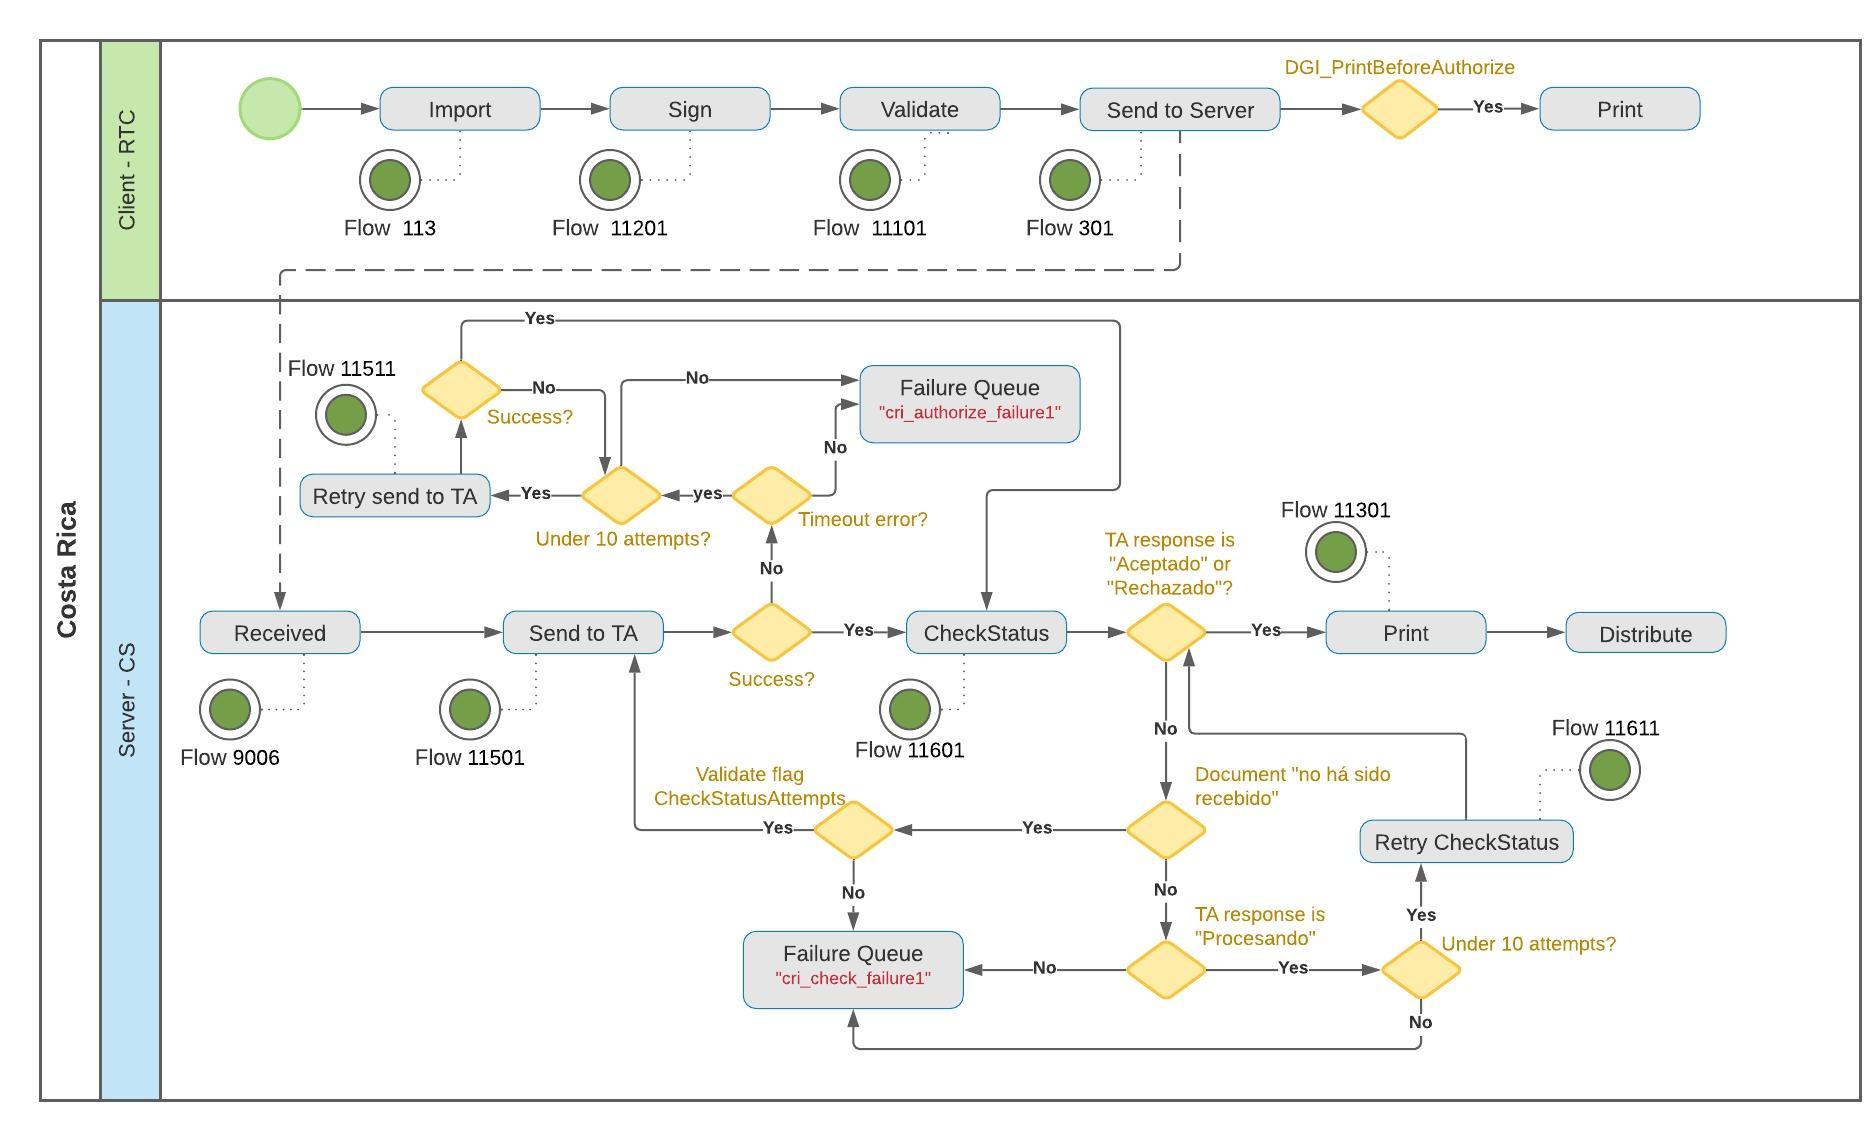 Costa Rica
Client - RTC
DGI_PrintBeforeAuthorize
Import
Sign
Validate
Send to Server
Yes
Print
Flow 113
Flow 11201
Flow 11101
Flow 301
Server - CS
Yes
Flow 11511
No
Success?
No
Failure Queue
"cri_authorize_failure1"
No
Retry send to TA
Yes
yes
Under 10 attempts?
Timeout error?
No
Flow 11301
TA response is
"Aceptado" or
"Rechazado"?
Received
Send to TA
Yes
CheckStatus
Yes
Print
Distribute
Success?
Flow 9006
Flow 11501
Flow 11601
No
Flow 11611
Validate flag
CheckStatusAttempts
Document "no há sido
recebido"
Yes
Yes
Retry CheckStatus
No
No
TA response is
"Procesando"
Yes
Under 10 attempts?
Failure Queue
"cri_check_failure1"
No
Yes
No